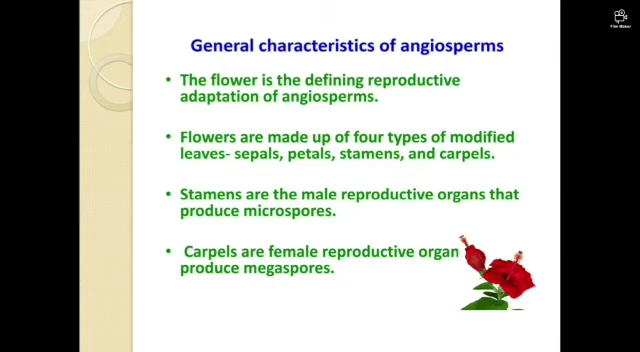 Film Maker
General characteristics of angiosperms
The flower is the defining reproductive
adaptation of angiosperms.
Flowers are made up of four types of modified
leaves- sepals, petals, stamens, and carpels.
Stamens are the male reproductive organs that
produce microspores.
Carpels are female reproductive organ
produce megaspores.